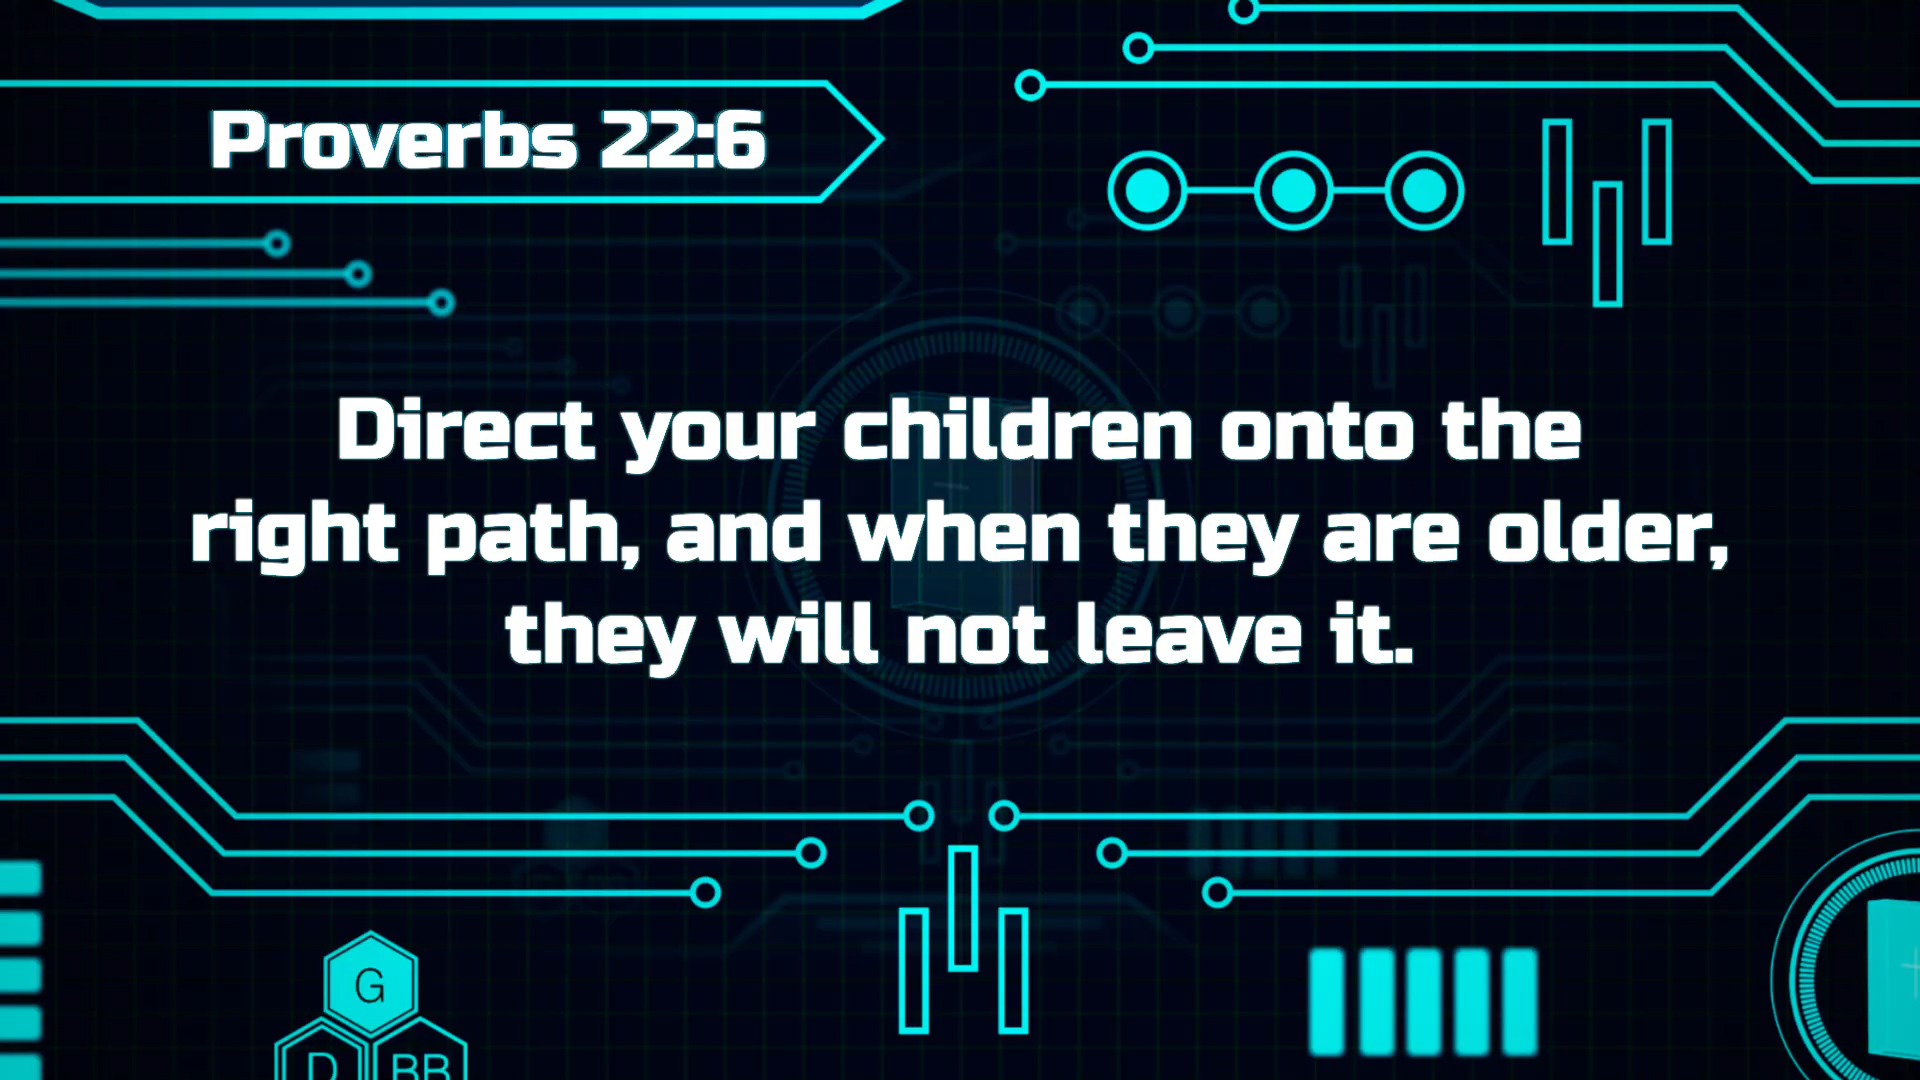 Proverbs 22:6
Direct your children onto the
right path, and when they are older,
they will not leave it.
G
D BB